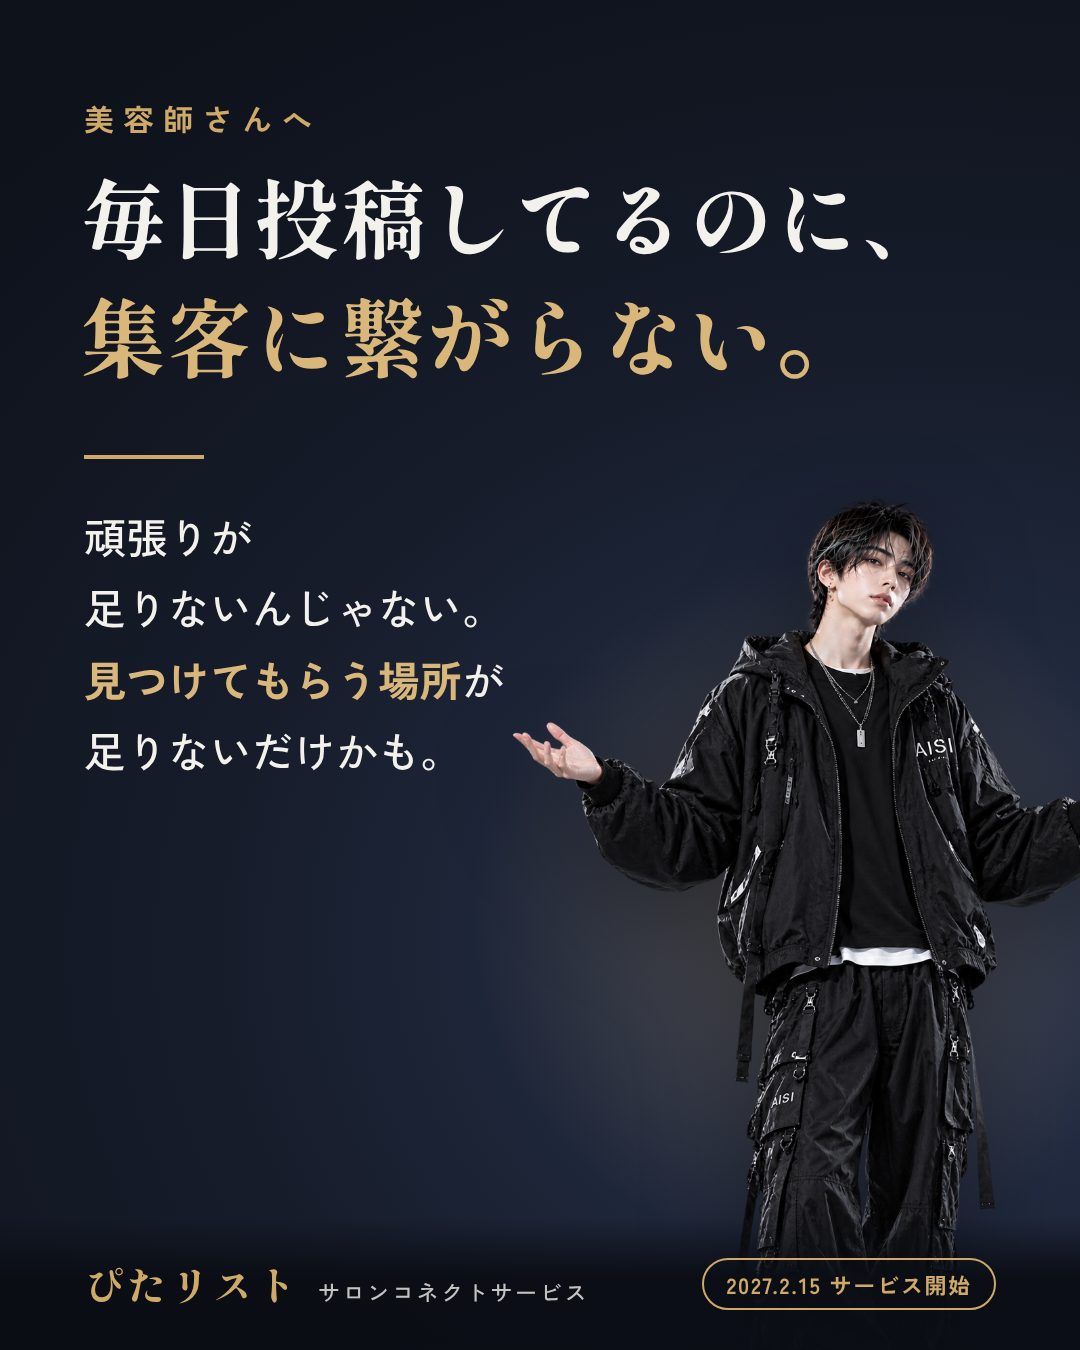 美容師さんへ
毎日投稿してるのに、
集客に繋がらない。
頑張りが
足りないんじゃない。
見つけてもらう場所が
足りないだけかも。
AISI
AISI
ぴたリスト サロンコネクトサービス
2027.2.15 サービス開始